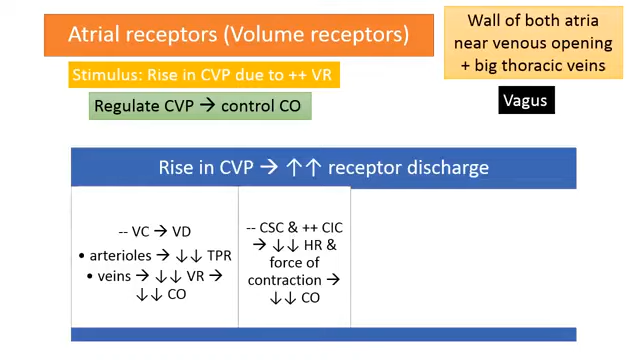 Atrial receptors (Volume receptors)
Wall of both atria
near venous opening
+ big thoracic veins
Stimulus: Rise in CVP due to ++ VR
Regulate CVP → control CO
Vagus
Rise in CVP → ↑↑ receptor discharge
-- VC → VD
• arterioles → ↓↓ TPR
• veins → ↓↓ VR →
↓↓ CO
-- CSC & ++ CIC
→ ↓↓ HR &
force of
contraction →
↓↓ CO